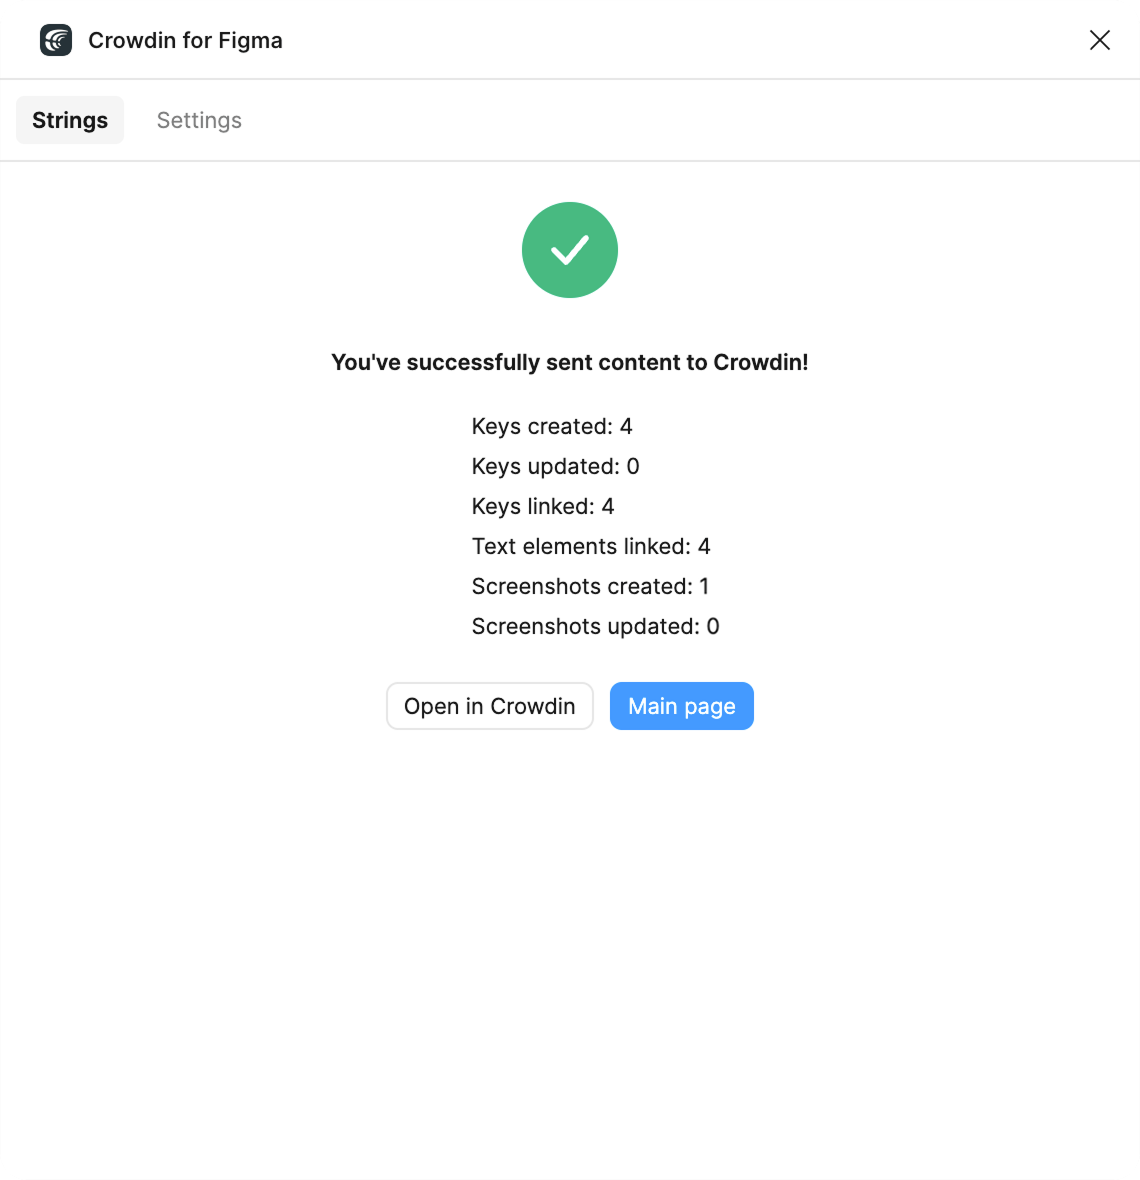 Crowdin for Figma
Strings Settings
You've successfully sent content to Crowdin!
Keys created: 4
Keys updated: 0
Keys linked: 4
Text elements linked: 4
Screenshots created: 1
Screenshots updated: 0
Open in Crowdin Main page